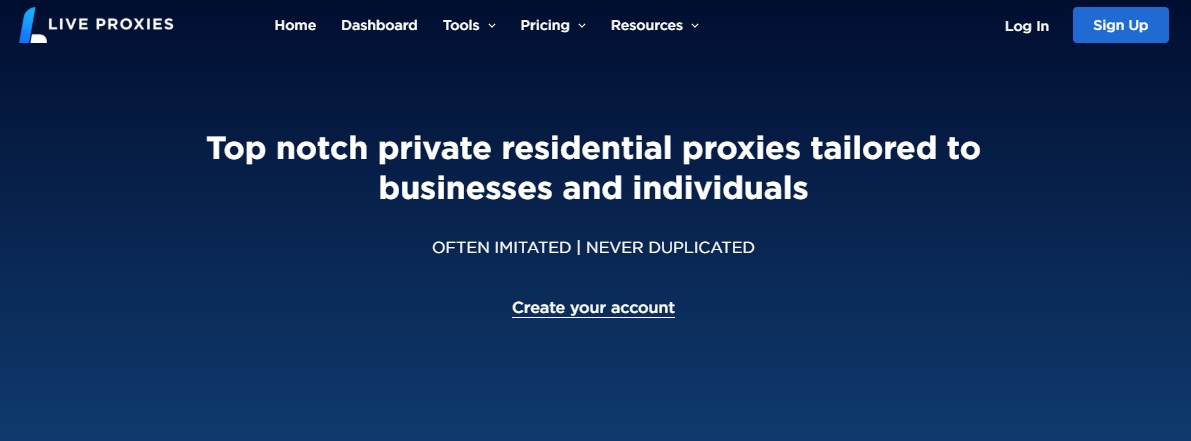 LIVE PROXIES Home Dashboard Tools Pricing Resources Log In Sign Up
Top notch private residential proxies tailored to
businesses and individuals
OFTEN IMITATED | NEVER DUPLICATED
Create your account